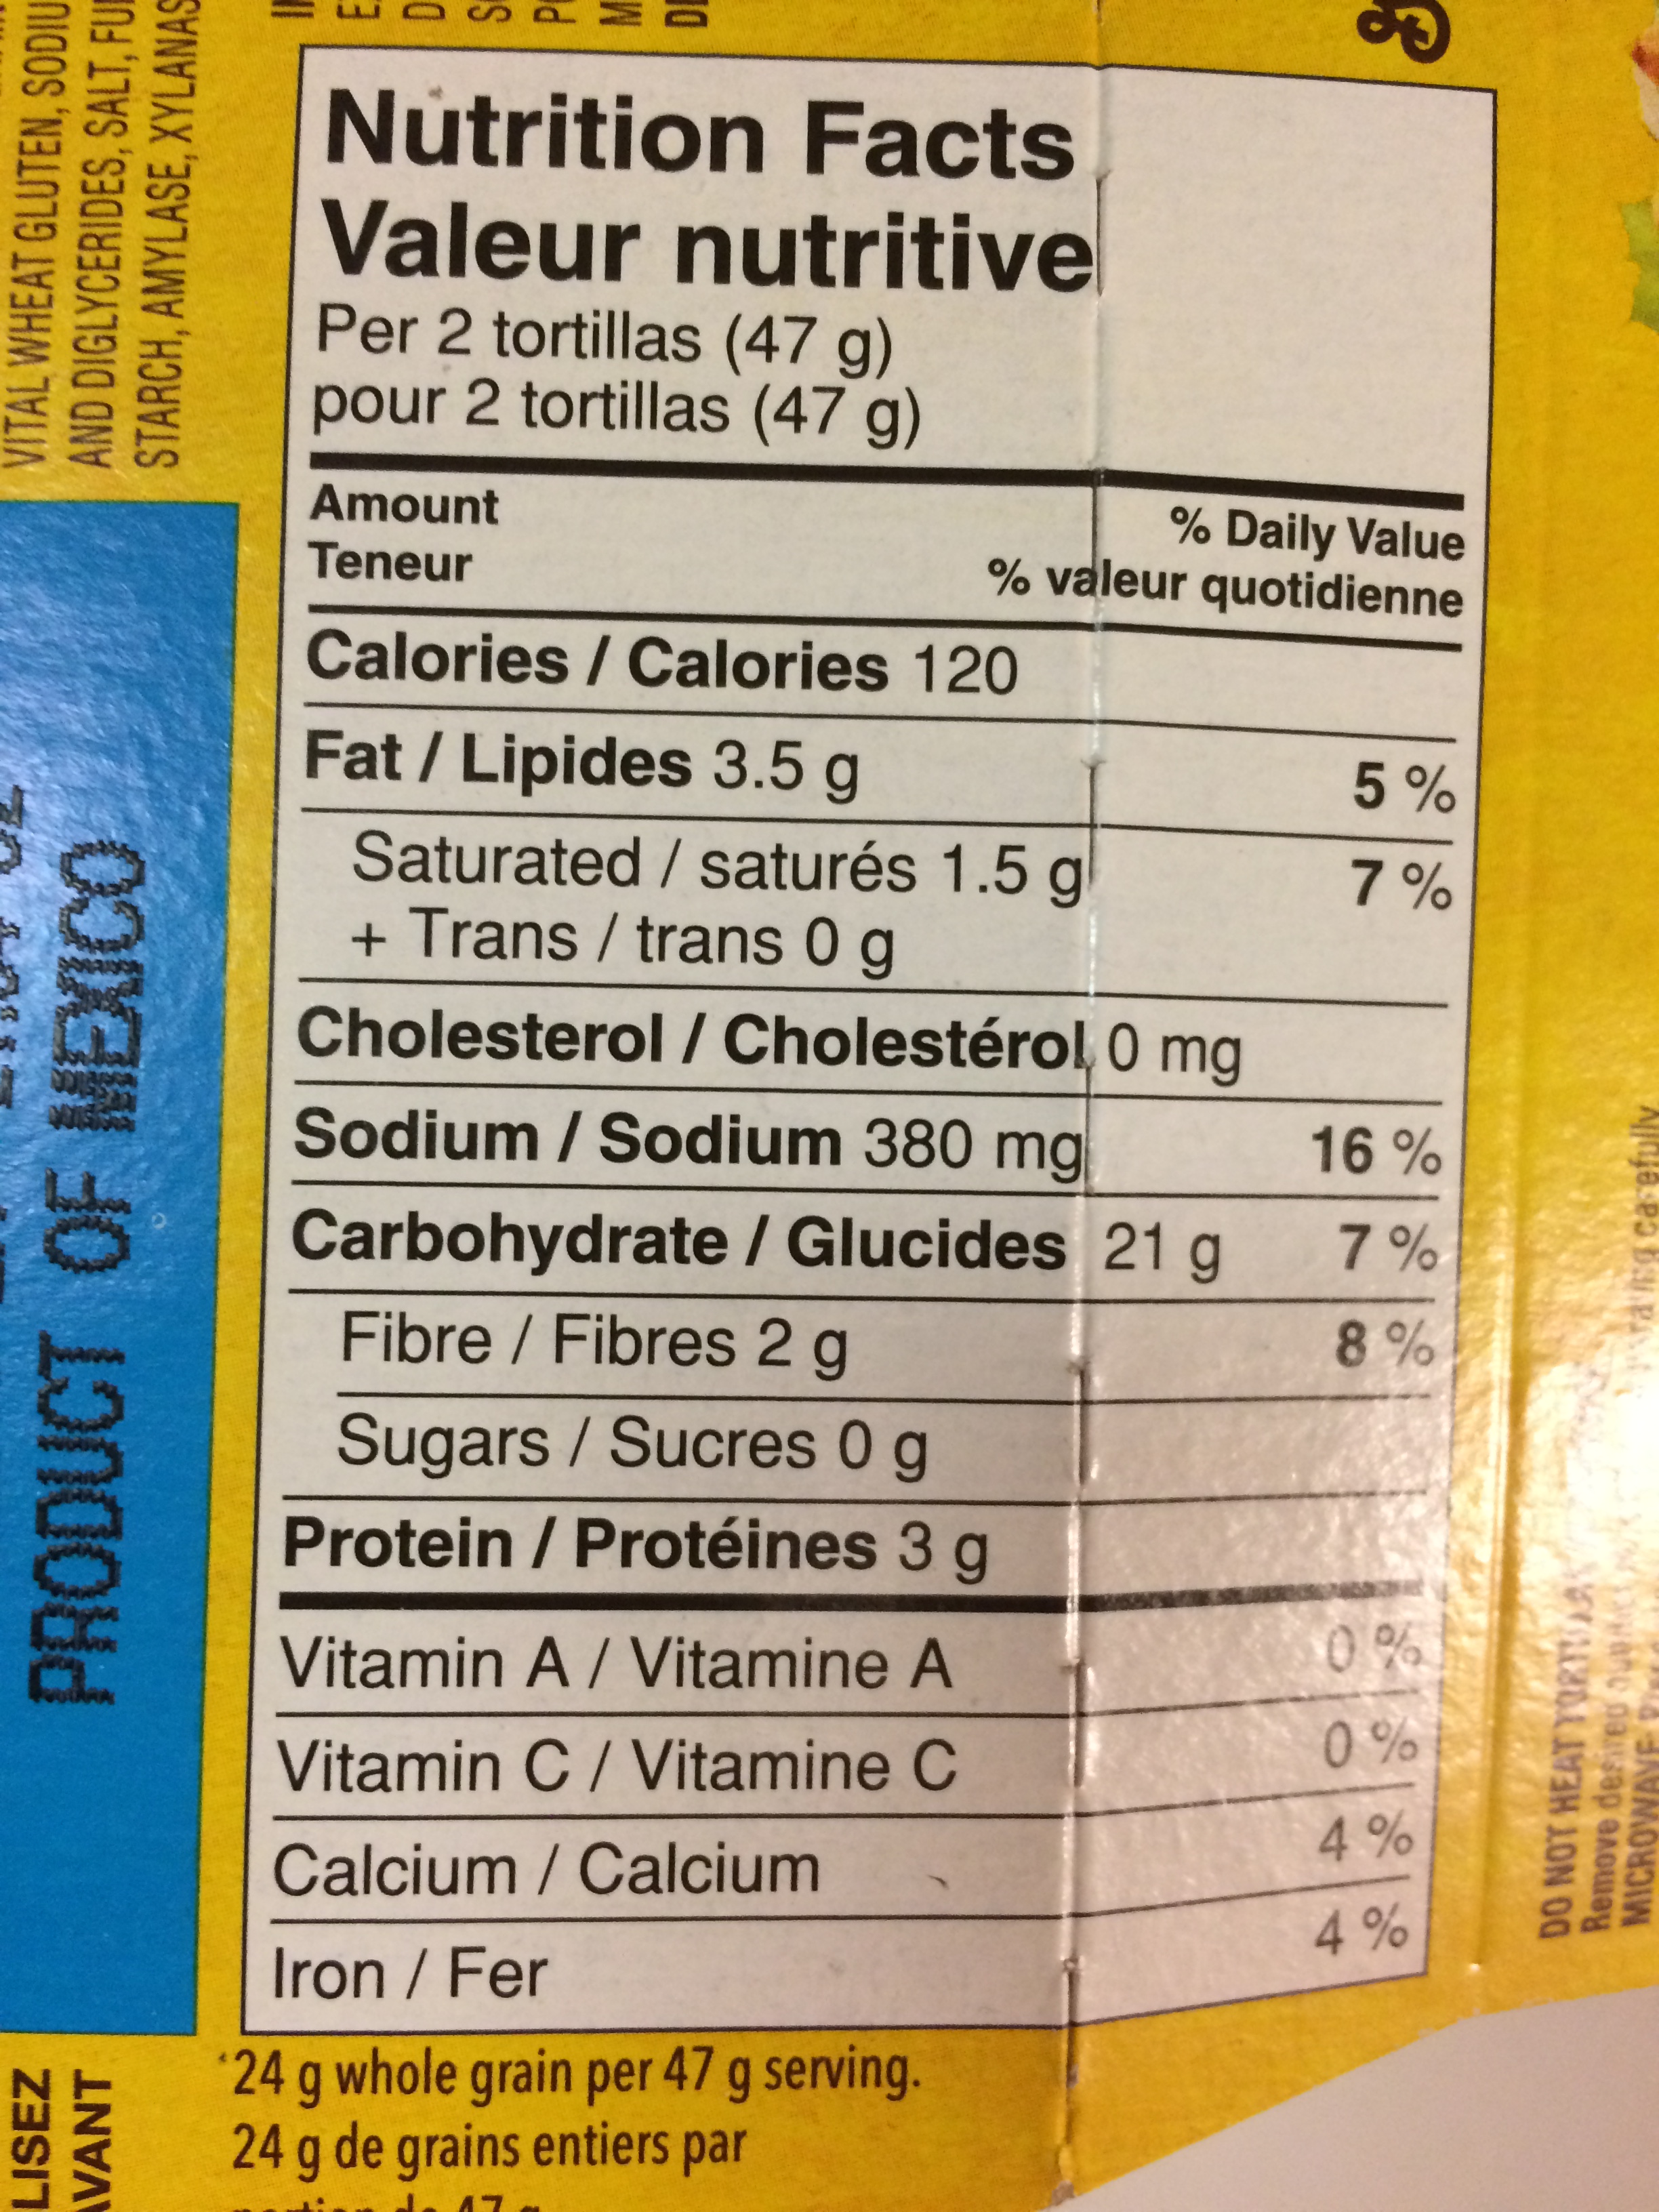 Nutrition Facts
Valeur nutritive
Per 2 tortillas (47 g)
pour 2 tortillas (47 g)
Amount
Teneur
% Daily Value
% valeur quotidienne
Calories / Calories 120
Fat / Lipides 3.5 g 5 %
Saturated / saturés 1.5 g 7 %
+ Trans / trans 0 g
Cholesterol / Cholestérol 0 mg
Sodium / Sodium 380 mg 16 %
Carbohydrate / Glucides 21 g 7 %
Fibre / Fibres 2 g 8 %
Sugars / Sucres 0 g
Protein / Protéines 3 g
Vitamin A / Vitamine A 0 %
Vitamin C / Vitamine C 0 %
Calcium / Calcium 4 %
Iron / Fer 4 %
*24 g whole grain per 47 g serving.
24 g de grains entiers par
VITAL WHEAT GLUTEN, SODIU
AND DIGLYCERIDES, SALT, FU
STARCH, AMYLASE, XYLANAS
PRODUCT OF MEXICO
LISEZ
AVANT
DO NOT HEAT TORTILLA
Remove desired
MICROWAVE
carefully